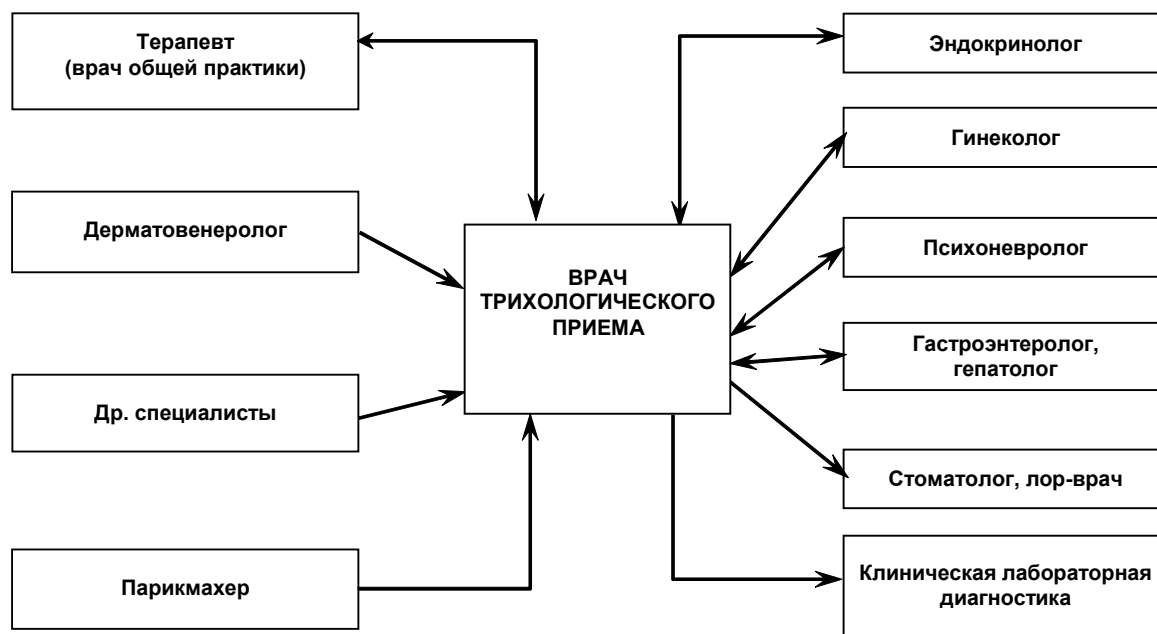 Терапевт
(врач общей практики)
Дерматовенеролог
Др. специалисты
Парикмахер
ВРАЧ
ТРИХОЛОГИЧЕСКОГО
ПРИЕМА
Эндокринолог
Гинеколог
Психоневролог
Гастроэнтеролог,
гепатолог
Стоматолог, лор-врач
Клиническая лабораторная
диагностика